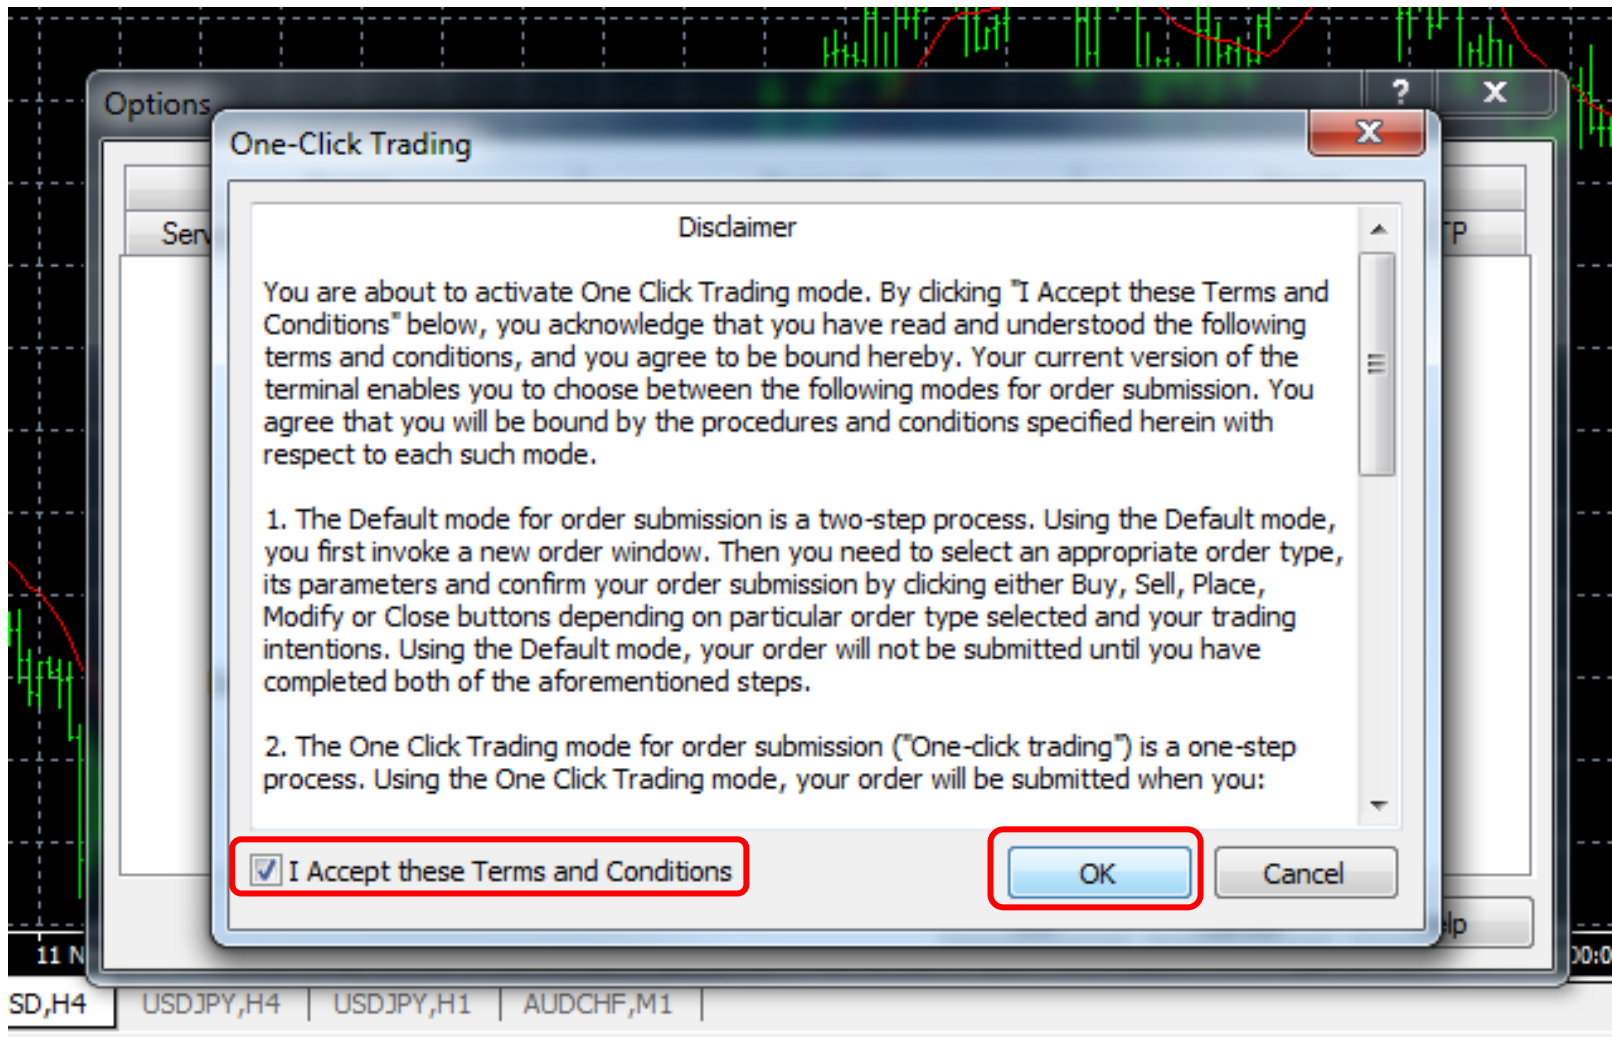 Options
?
X
One-Click Trading
X
Serv
TP
Disclaimer
You are about to activate One Click Trading mode. By clicking "I Accept these Terms and
Conditions" below, you acknowledge that you have read and understood the following
terms and conditions, and you agree to be bound hereby. Your current version of the
terminal enables you to choose between the following modes for order submission. You
agree that you will be bound by the procedures and conditions specified herein with
respect to each such mode.
1. The Default mode for order submission is a two-step process. Using the Default mode,
you first invoke a new order window. Then you need to select an appropriate order type,
its parameters and confirm your order submission by clicking either Buy, Sell, Place,
Modify or Close buttons depending on particular order type selected and your trading
intentions. Using the Default mode, your order will not be submitted until you have
completed both of the aforementioned steps.
2. The One Click Trading mode for order submission ("One-click trading") is a one-step
process. Using the One Click Trading mode, your order will be submitted when you:
I Accept these Terms and Conditions
OK
Cancel
elp
11 N
00:0
SD,H4
USDJPY,H4
USDJPY,H1
AUDCHF,M1